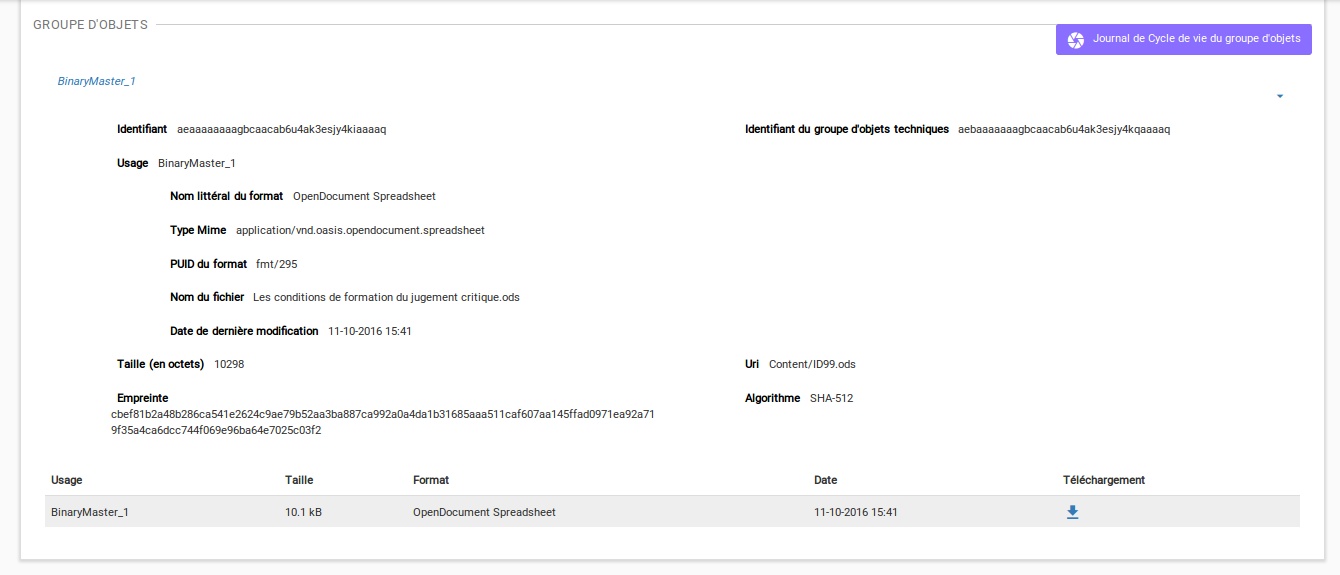 GROUPE D'OBJETS
Journal de Cycle de vie du groupe d'objets
BinaryMaster_1
Identifiant aeaaaaaaaagbcaacab6u4ak3esjy4kiaaaaq
Identifiant du groupe d'objets techniques aebaaaaaaagbcaacab6u4ak3esjy4kqaaaaq
Usage BinaryMaster_1
Nom littéral du format OpenDocument Spreadsheet
Type Mime application/vnd.oasis.opendocument.spreadsheet
PUID du format fmt/295
Nom du fichier Les conditions de formation du jugement critique.ods
Date de dernière modification 11-10-2016 15:41
Taille (en octets) 10298
Uri Content/ID99.ods
Empreinte
Algorithme SHA-512
cbef81b2a48b286ca541e2624c9ae79b52aa3ba887ca992a0a4da1b31685aaa511caf607aa145ffad0971ea92a71
9f35a4ca6dcc744f069e96ba64e7025c03f2
Usage Taille Format Date Téléchargement
BinaryMaster_1 10.1 kB OpenDocument Spreadsheet 11-10-2016 15:41